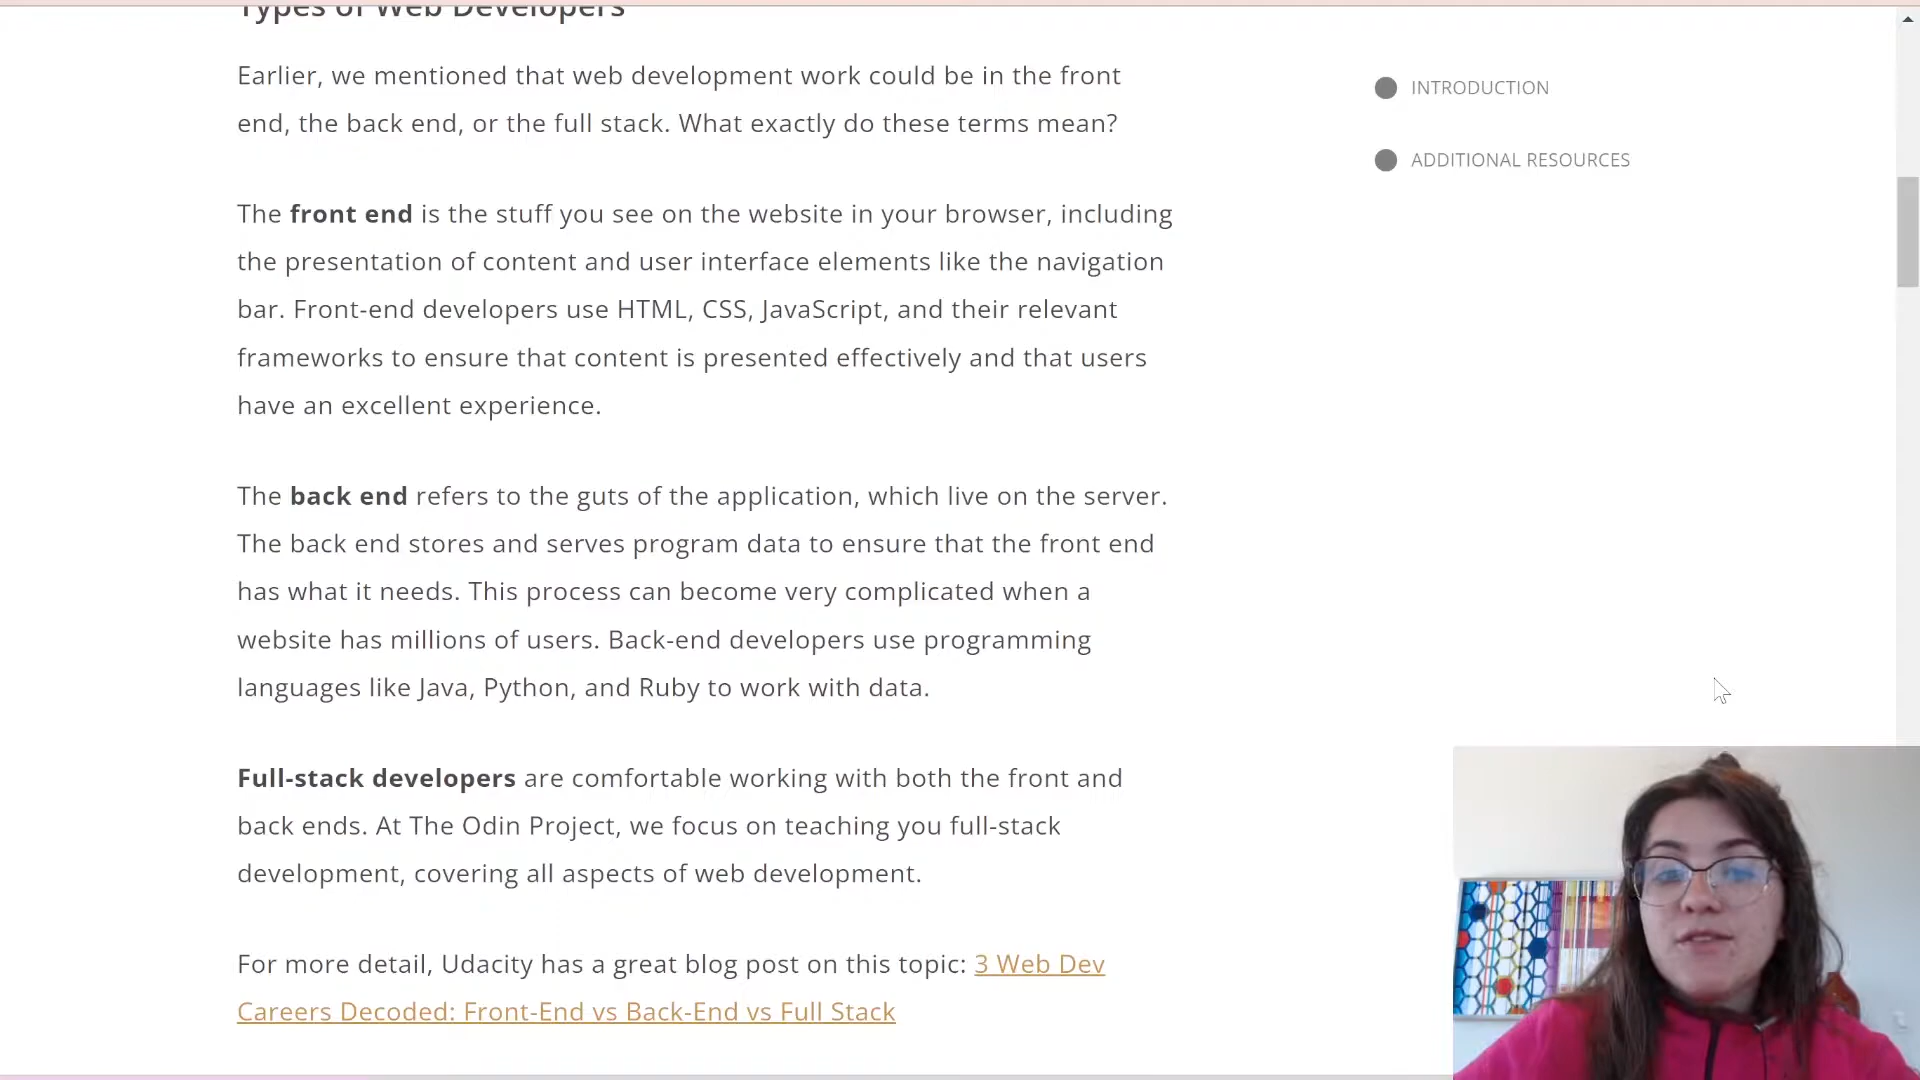 Types of Web Developers
Earlier, we mentioned that web development work could be in the front
end, the back end, or the full stack. What exactly do these terms mean?
The front end is the stuff you see on the website in your browser, including
the presentation of content and user interface elements like the navigation
bar. Front-end developers use HTML, CSS, JavaScript, and their relevant
frameworks to ensure that content is presented effectively and that users
have an excellent experience.
The back end refers to the guts of the application, which live on the server.
The back end stores and serves program data to ensure that the front end
has what it needs. This process can become very complicated when a
website has millions of users. Back-end developers use programming
languages like Java, Python, and Ruby to work with data.
Full-stack developers are comfortable working with both the front and
back ends. At The Odin Project, we focus on teaching you full-stack
development, covering all aspects of web development.
For more detail, Udacity has a great blog post on this topic: 3 Web Dev
Careers Decoded: Front-End vs Back-End vs Full Stack
INTRODUCTION
ADDITIONAL RESOURCES